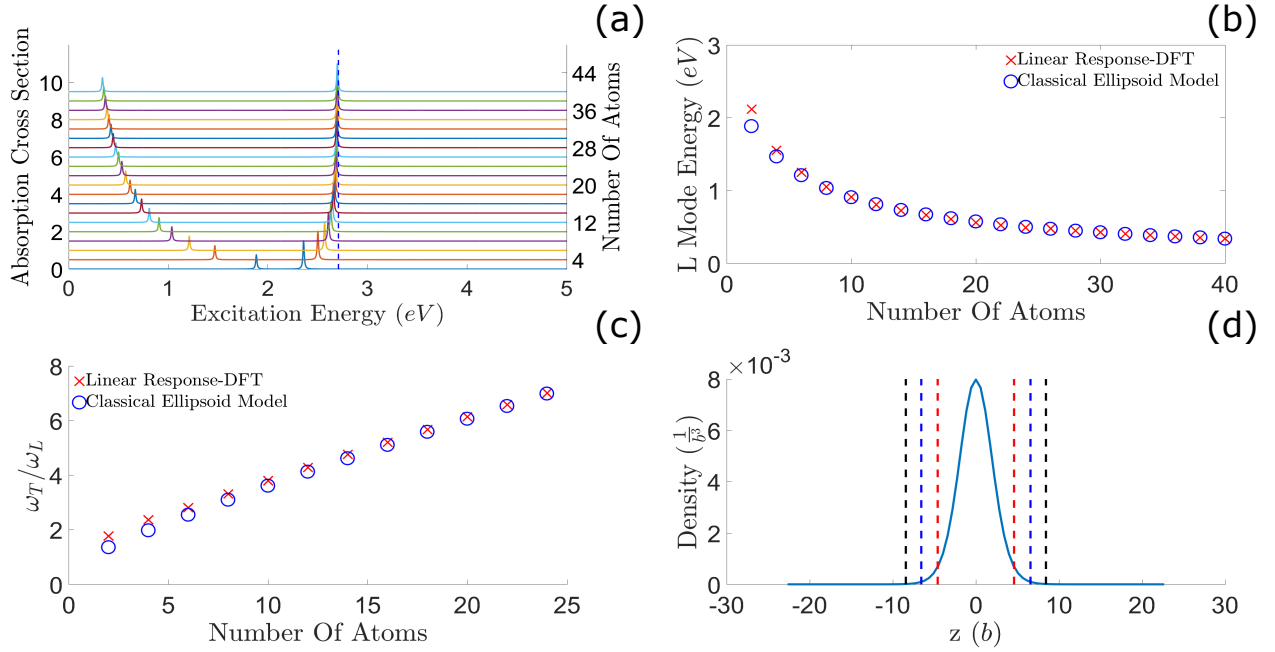 (a)
Absorption Cross Section
10
8
6
4
2
0
44
36
28
20
12
4
Number Of Atoms
0 1 2 3 4 5
Excitation Energy (eV)
(b)
L Mode Energy (eV)
3
2
1
0
Linear Response-DFT
Classical Ellipsoid Model
0 10 20 30 40
Number Of Atoms
(c)
ω_T/ω_L
8
6
4
2
0
Linear Response-DFT
Classical Ellipsoid Model
0 5 10 15 20 25
Number Of Atoms
(d)
×10⁻³
Density (1/b³)
8
6
4
2
0
-30 -20 -10 0 10 20 30
z (b)